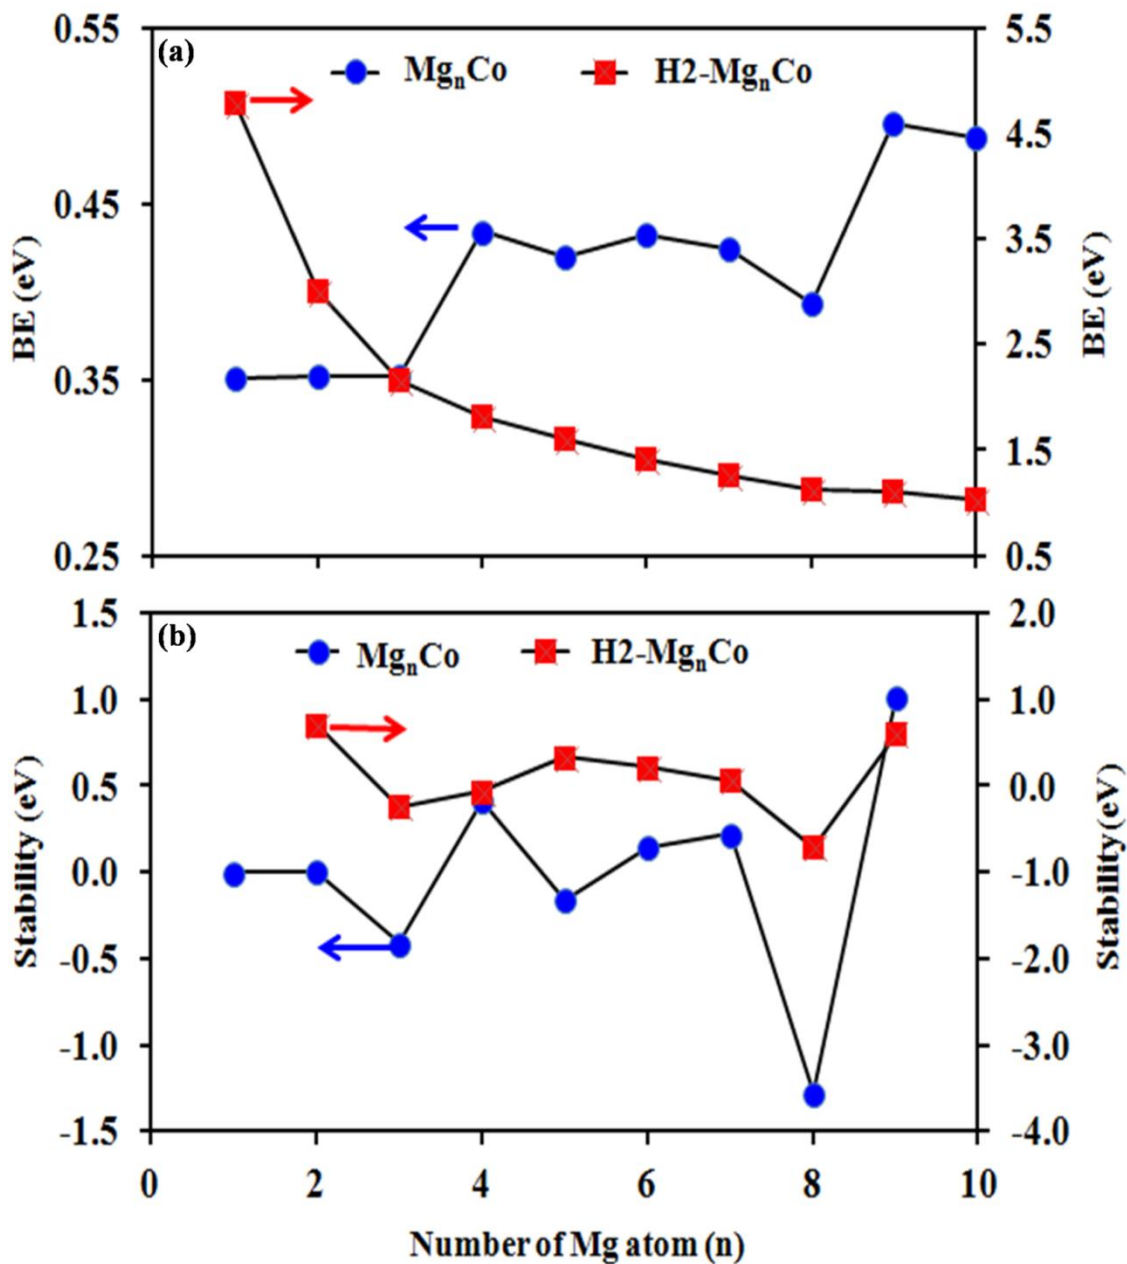 0.55
5.5
(a)
MgnCo
H2-MgnCo
4.5
0.45
3.5
BE (eV)
BE (eV)
2.5
0.35
1.5
0.25
0.5
1.5
2.0
(b)
MgnCo
H2-MgnCo
1.0
1.0
0.5
0.0
Stability (eV)
Stability (eV)
0.0
-1.0
-0.5
-2.0
-1.0
-3.0
-1.5
-4.0
0 2 4 6 8 10
Number of Mg atom (n)